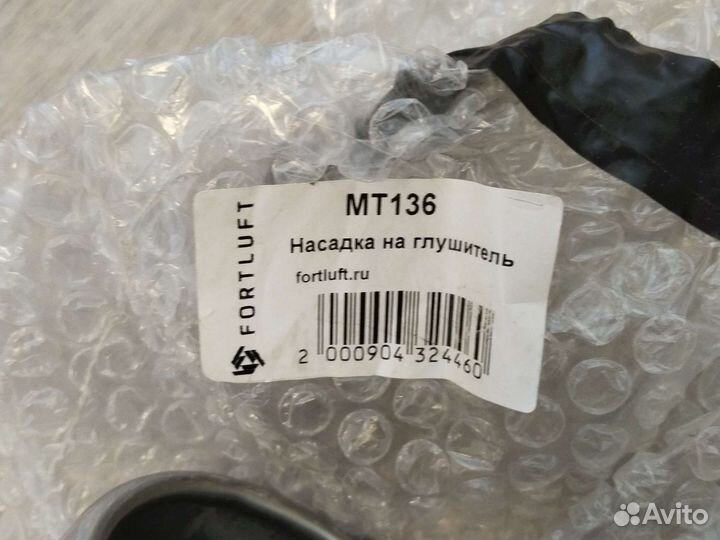 FORTLUFT
MT136
Насадка на глушитель
fortluft.ru
2 000904 324460
Avito